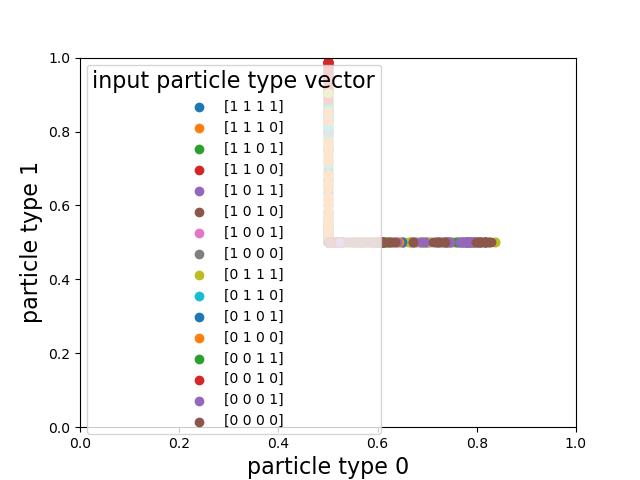 input particle type vector
[1 1 1 1]
[1 1 1 0]
[1 1 0 1]
[1 1 0 0]
[1 0 1 1]
[1 0 1 0]
[1 0 0 1]
[1 0 0 0]
[0 1 1 1]
[0 1 1 0]
[0 1 0 1]
[0 1 0 0]
[0 0 1 1]
[0 0 1 0]
[0 0 0 1]
[0 0 0 0]
particle type 1
1.0
0.8
0.6
0.4
0.2
0.0
0.0 0.2 0.4 0.6 0.8 1.0
particle type 0